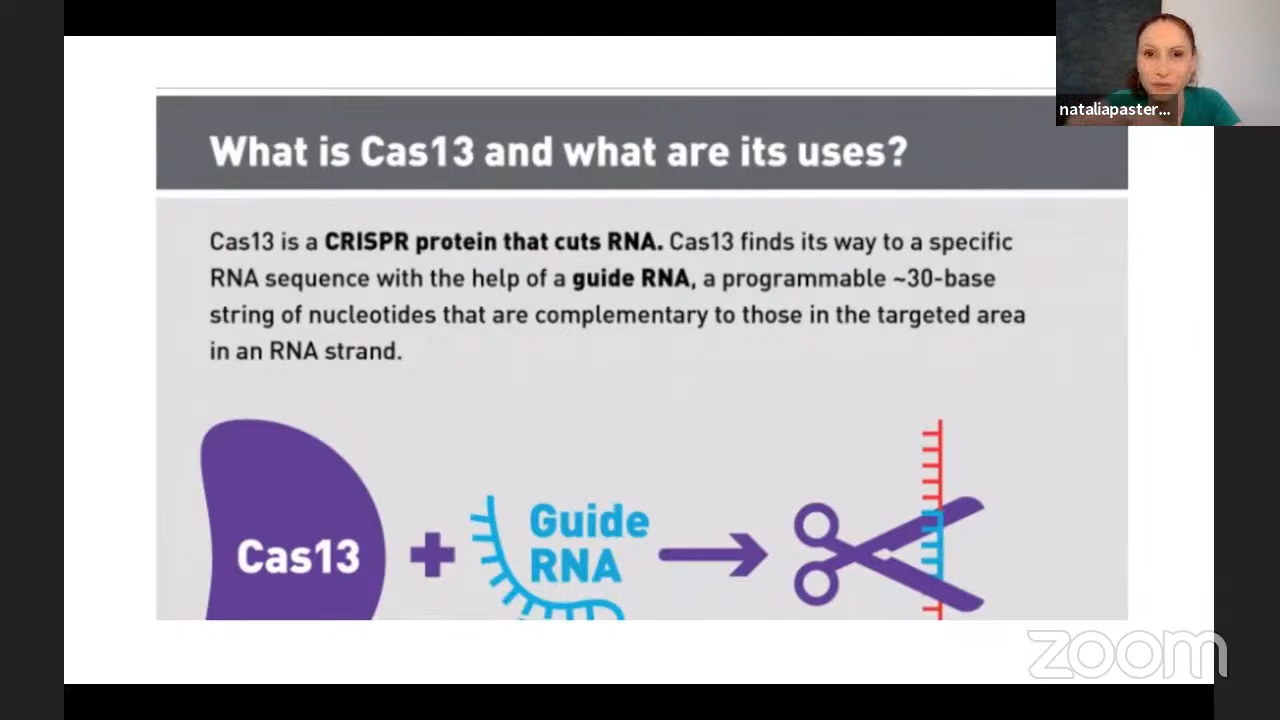 nataliapaster...
What is Cas13 and what are its uses?
Cas13 is a CRISPR protein that cuts RNA. Cas13 finds its way to a specific
RNA sequence with the help of a guide RNA, a programmable ~30-base
string of nucleotides that are complementary to those in the targeted area
in an RNA strand.
Cas13
Guide
RNA
zoom